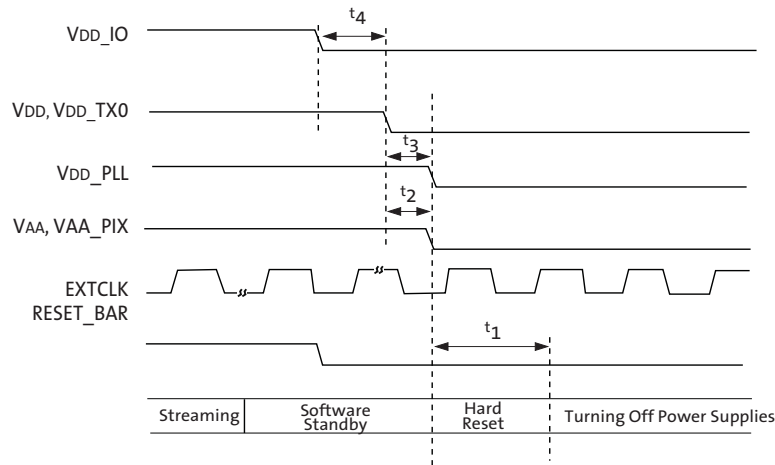 VDD_IO
t4
VDD, VDD_TX0
t3
VDD_PLL
t2
VAA, VAA_PIX
EXTCLK
RESET_BAR
t1
Streaming
Software
Standby
Hard
Reset
Turning Off Power Supplies